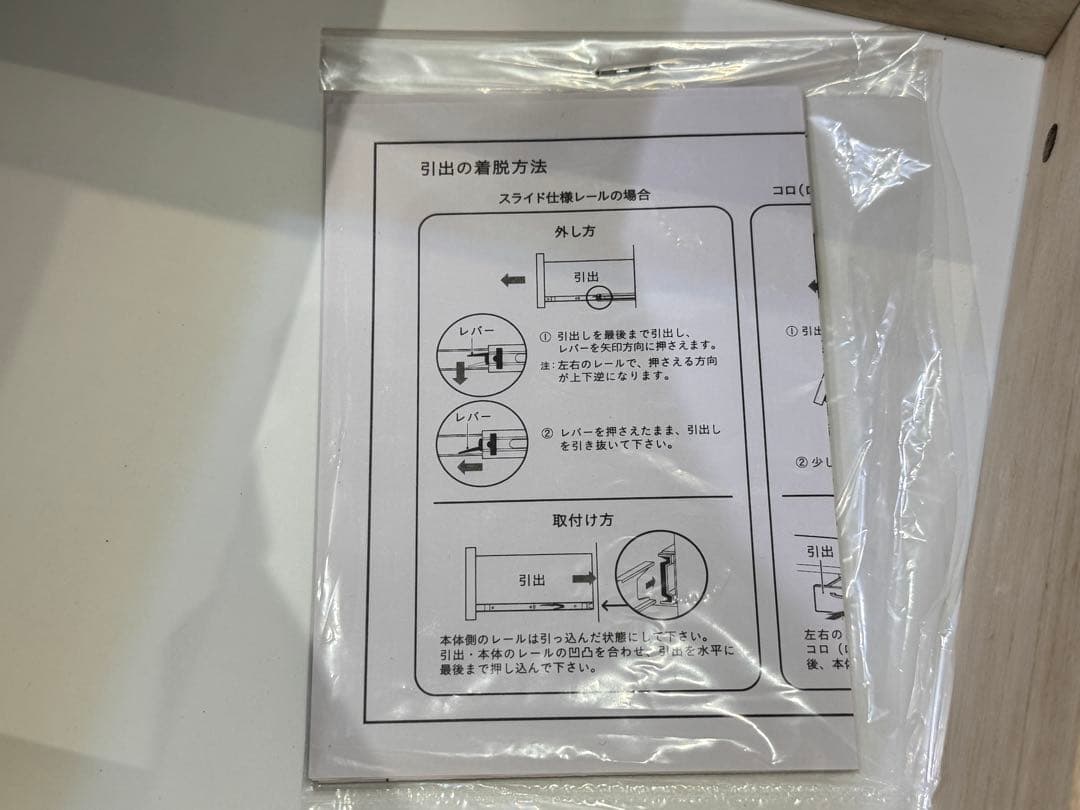 引出の着脱方法
スライド仕様レールの場合
外し方
引出
レバー
① 引出しを最後まで引出し、
レバーを矢印方向に押さえます。
注:左右のレールで、押さえる方向
が上下逆になります。
レバー
② レバーを押さえたまま、引出し
を引き抜いて下さい。
取付け方
引出
本体側のレールは引っ込んだ状態にして下さい。
引出・本体のレールの凹凸を合わせ、引出を水平に
最後まで押し込んで下さい。
コロ(
① 引出
② 少し
引出
左右の
コロ(
後、本体